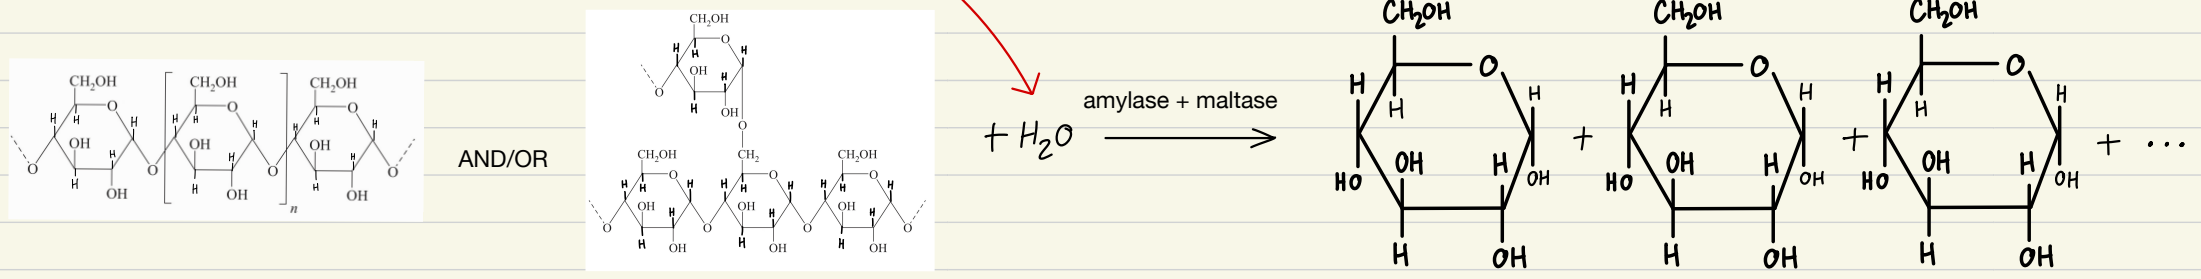 CH₂OH CH₂OH CH₂OH
O O O
H H H H H H H
OH OH OH
H H H H H H
O O O O
OH OH OH
n
AND/OR
CH₂OH
O
H H H
OH H
O H OH
O
CH₂OH CH₂ CH₂OH
O O O
H H H H H H H H H
OH H OH H OH H
O O O O
H OH H OH H OH
+ H₂O
amylase + maltase
CH₂OH
O
H H H
HO OH H OH
H OH
+
CH₂OH
O
H H H
HO OH H OH
H OH
+
CH₂OH
O
H H H
HO OH H OH
H OH
+ ...